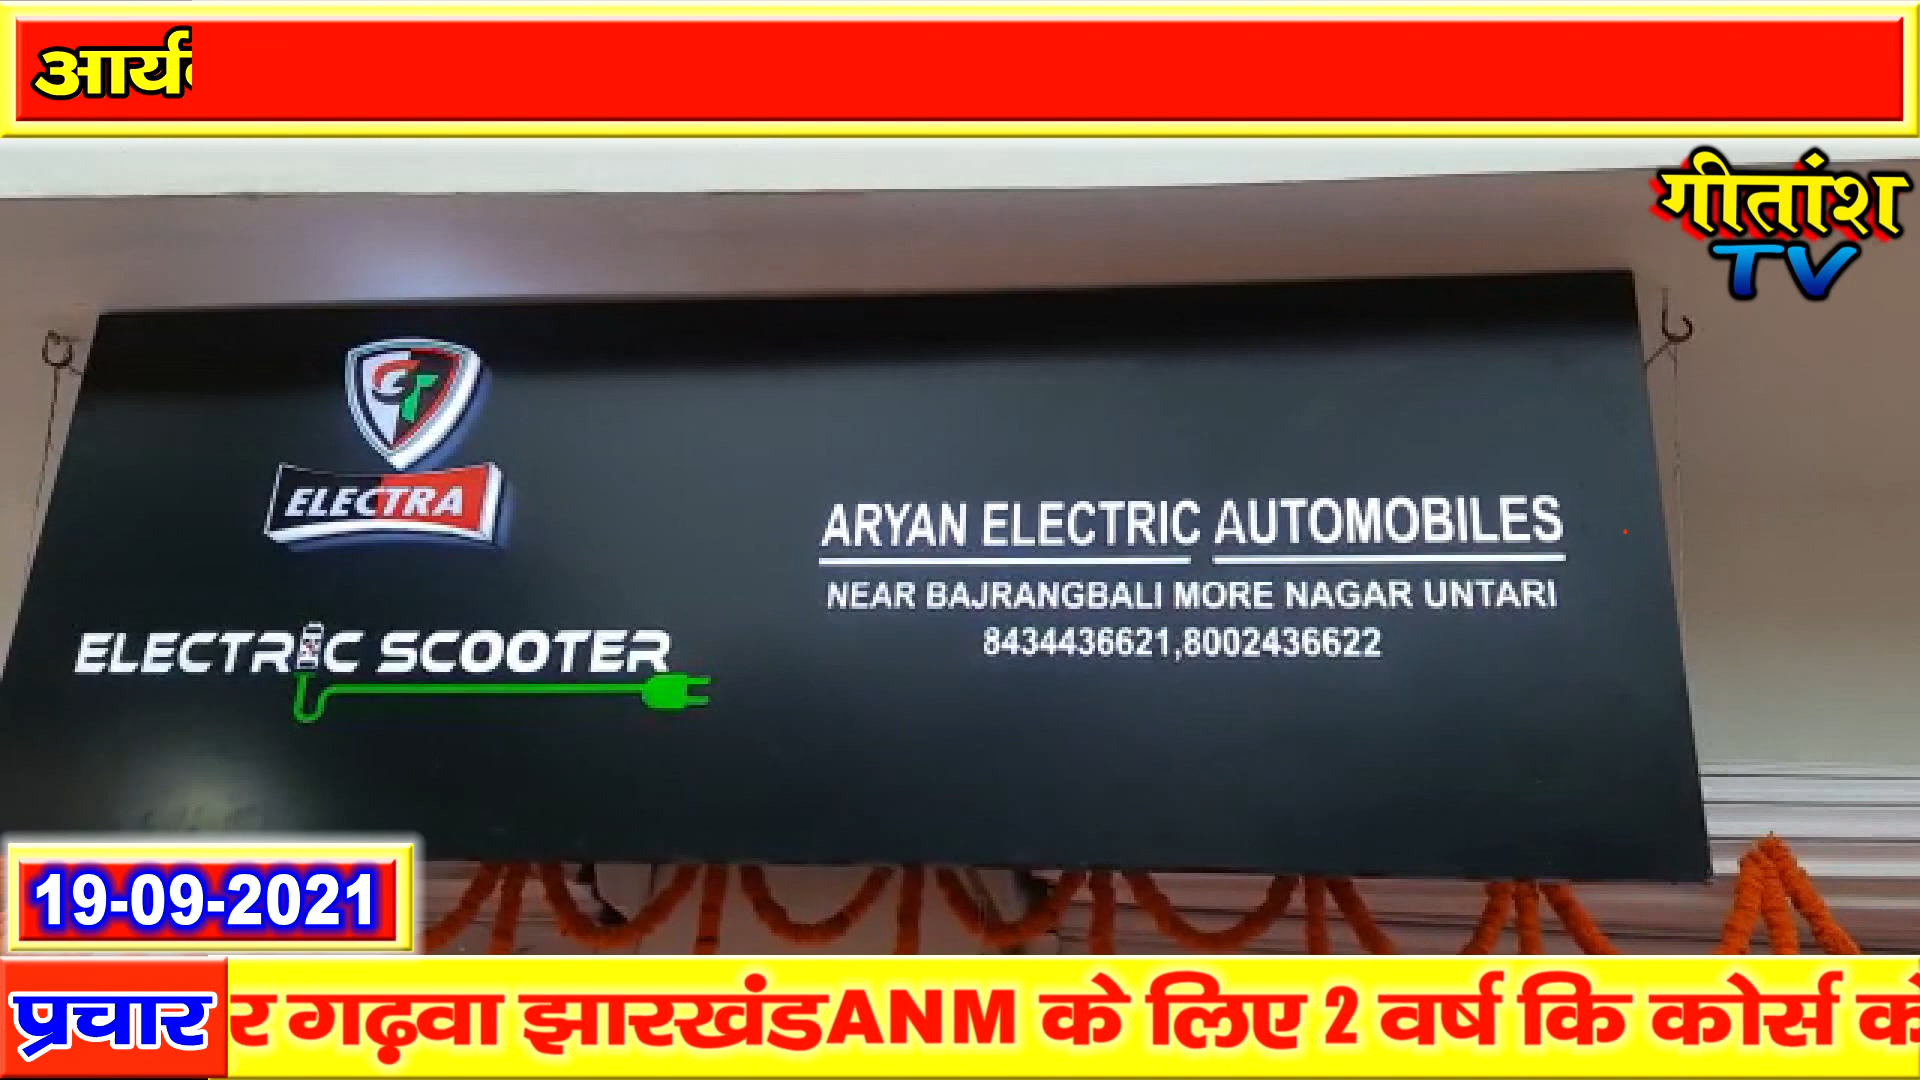 गीतांश
TV
ELECTRA
ELECTRIC SCOOTER
ARYAN ELECTRIC AUTOMOBILES
NEAR BAJRANGBALI MORE NAGAR UNTARI
8434436621,8002436622
19-09-2021
प्रचार
र गढ़वा झारखंडANM के लिए 2 वर्ष कि कोर्स